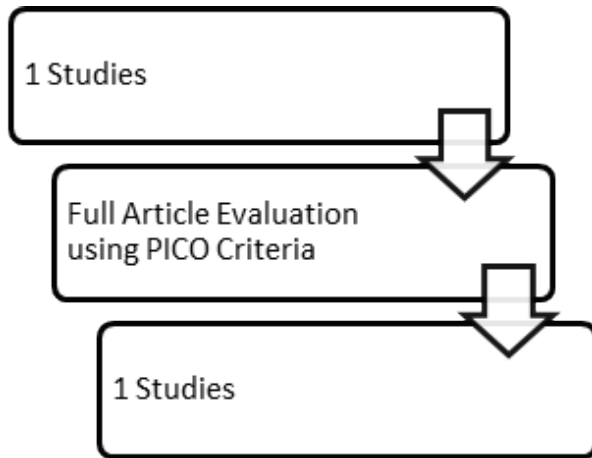 1 Studies
Full Article Evaluation
using PICO Criteria
1 Studies